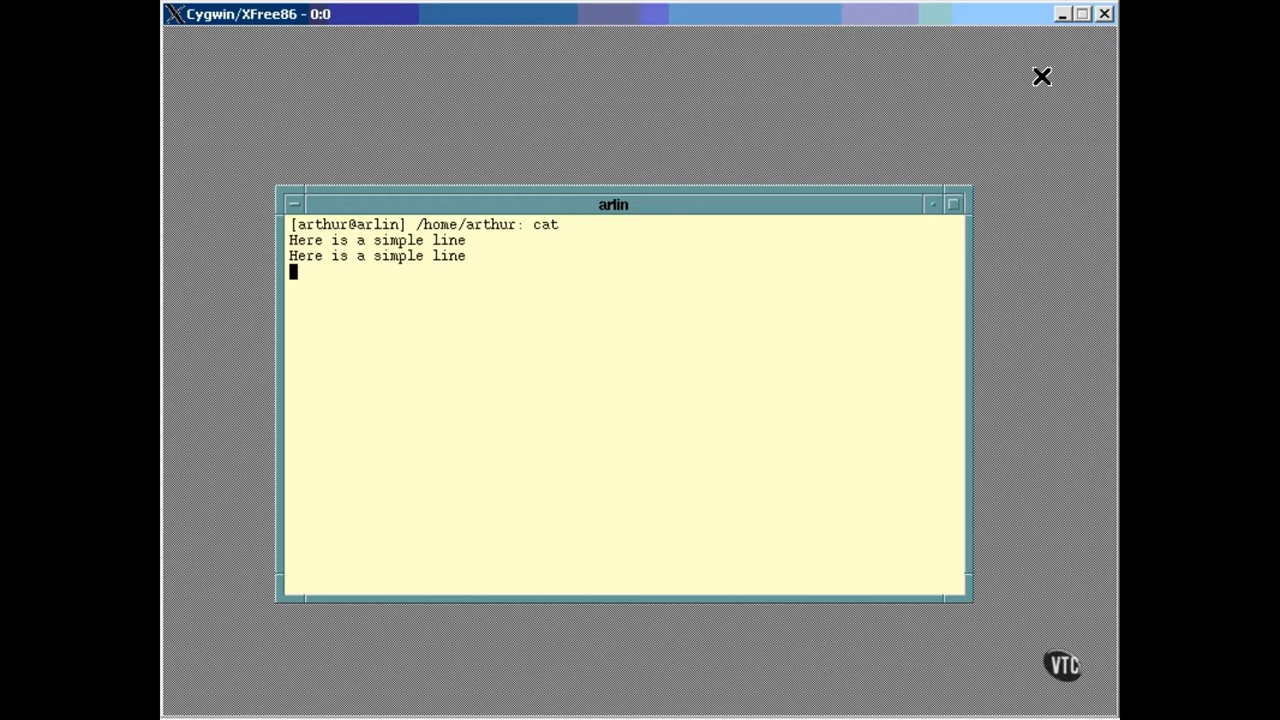 Cygwin/XFree86 - 0:0
arlin
[arthur@arlin] /home/arthur: cat
Here is a simple line
Here is a simple line
VTC